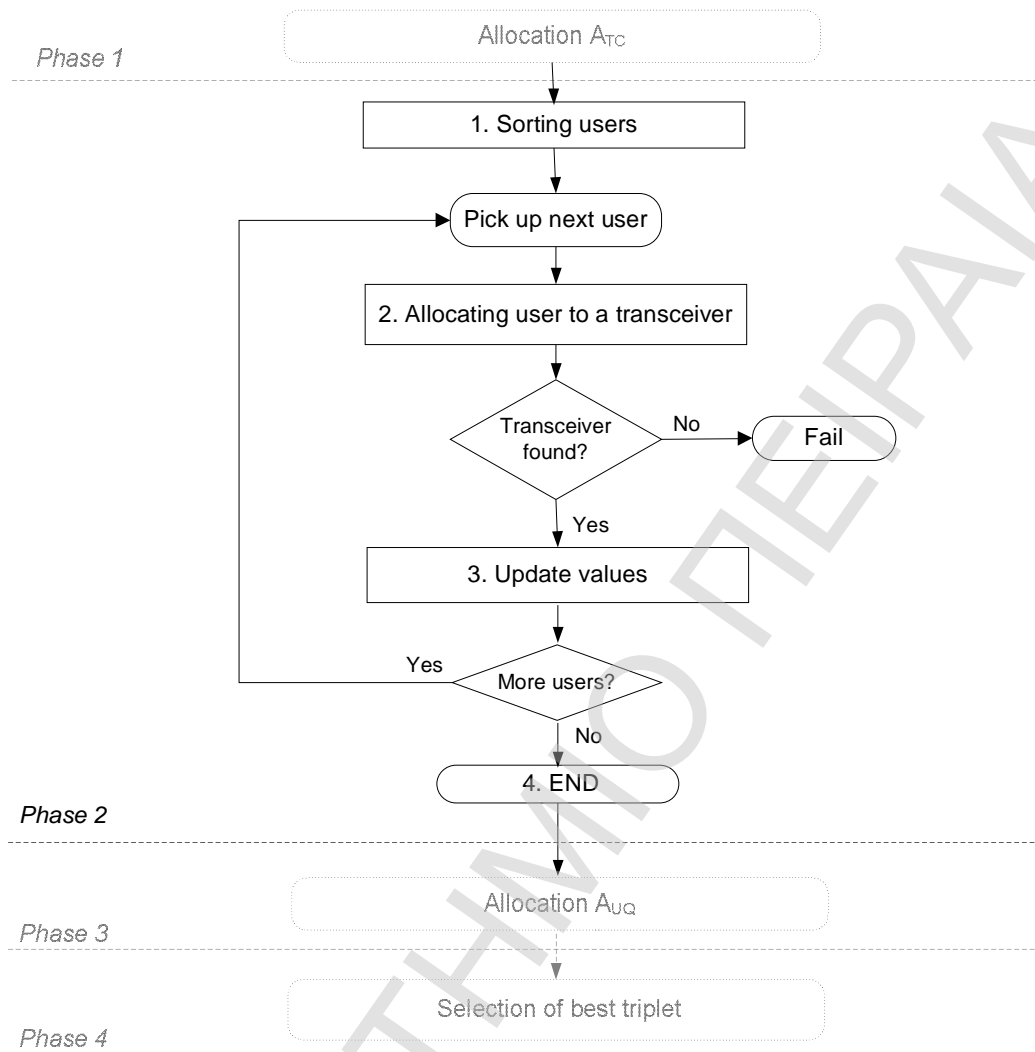 Allocation A_TC
Phase 1
1. Sorting users
Pick up next user
2. Allocating user to a transceiver
Transceiver
found?
No
Fail
Yes
3. Update values
Yes
More users?
No
4. END
Phase 2
Allocation A_UQ
Phase 3
Selection of best triplet
Phase 4
ΤΗΜΙΟ ΠΕΙΡΑΙΑ